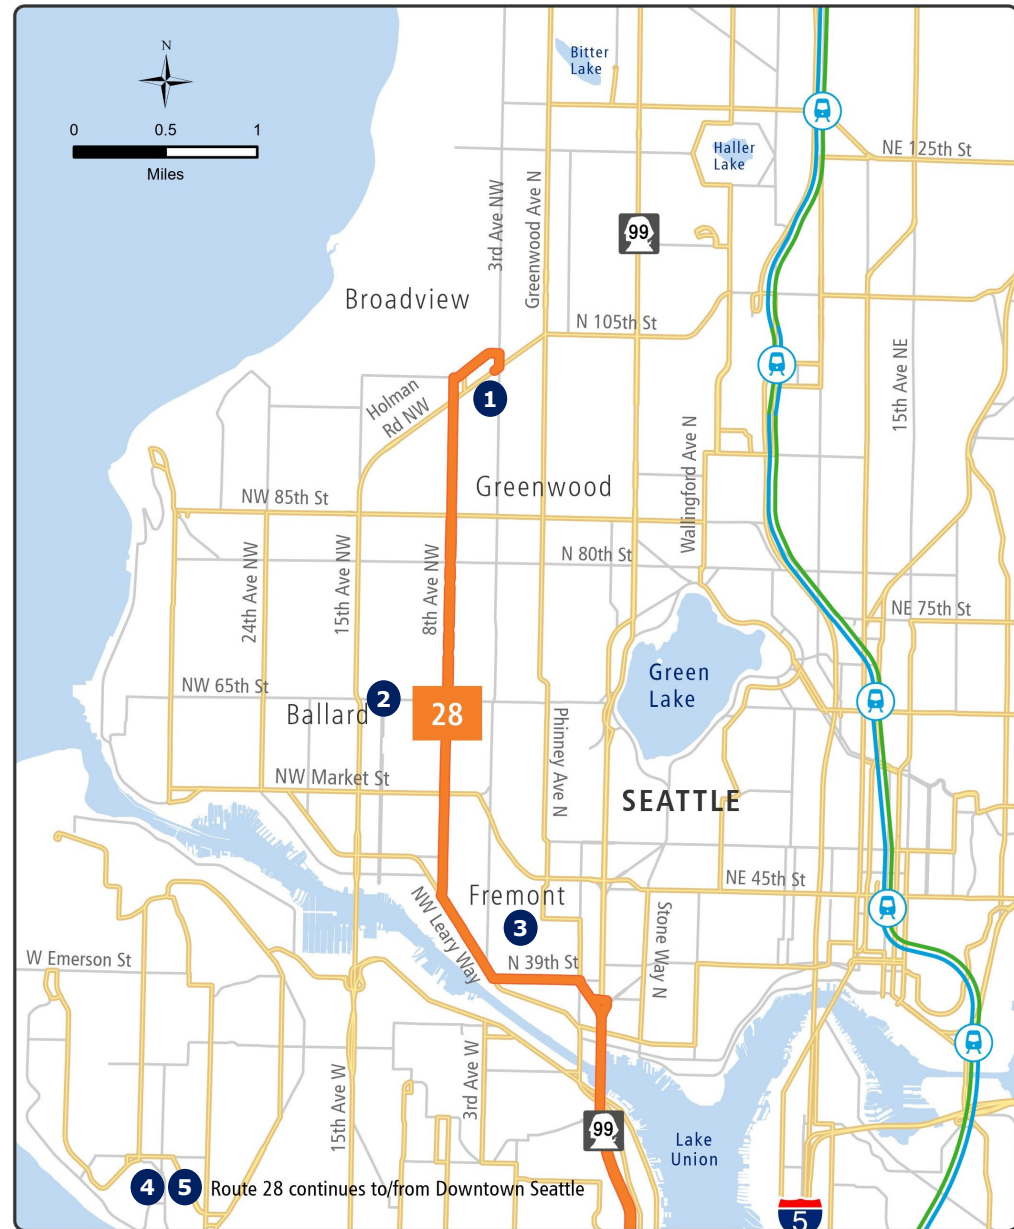 N
0 0.5 1
Miles
Bitter
Lake
Haller
Lake
NE 125th St
3rd Ave NW
Greenwood Ave N
99
Broadview
N 105th St
15th Ave NE
Holman
Rd NW
1
Wallingford Ave N
Greenwood
NW 85th St
N 80th St
24th Ave NW
15th Ave NW
8th Ave NW
NE 75th St
Green
Lake
NW 65th St
2
Ballard
28
Phinney Ave N
NW Market St
SEATTLE
NE 45th St
Fremont
3
NW Leary Way
Stone Way N
W Emerson St
N 39th St
15th Ave W
3rd Ave W
99
Lake
Union
4 5 Route 28 continues to/from Downtown Seattle
5